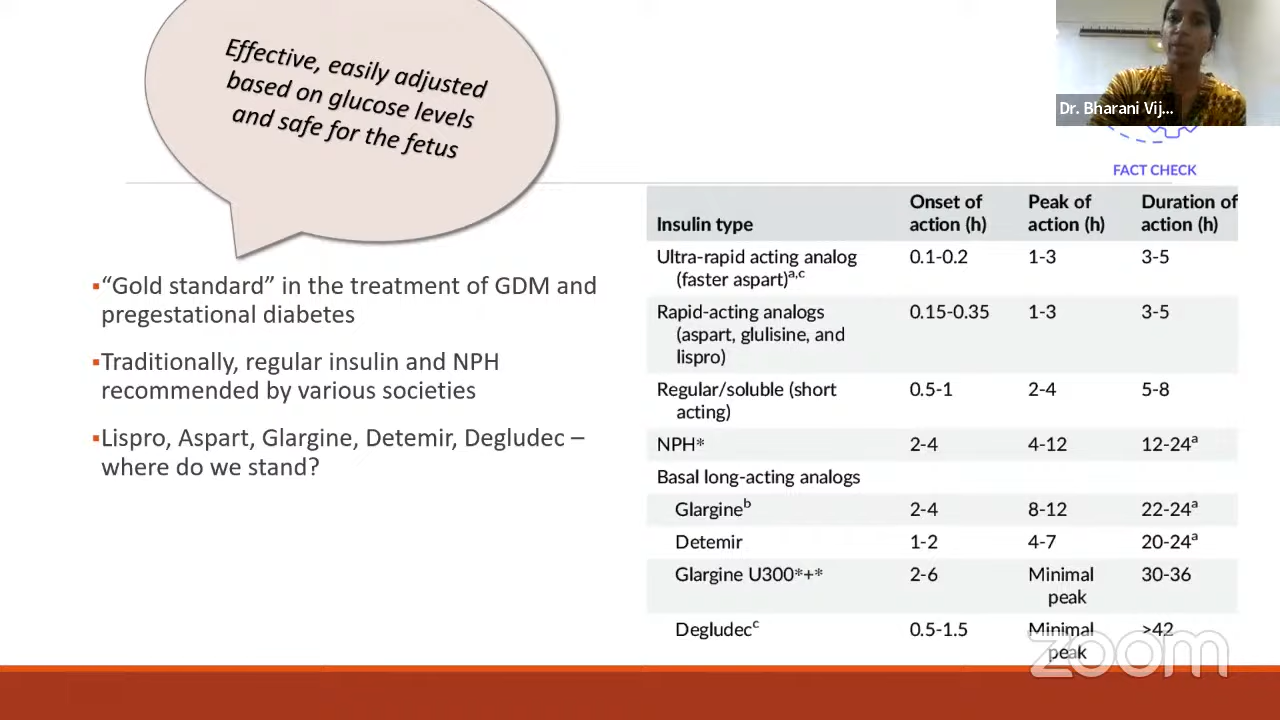 Effective, easily adjusted
based on glucose levels
and safe for the fetus
Dr. Bharani Vij...
FACT CHECK
▪“Gold standard” in the treatment of GDM and
pregestational diabetes
▪Traditionally, regular insulin and NPH
recommended by various societies
▪Lispro, Aspart, Glargine, Detemir, Degludec –
where do we stand?
Insulin type Onset of action (h) Peak of action (h) Duration of action (h)
Ultra-rapid acting analog (faster aspart)a,c 0.1-0.2 1-3 3-5
Rapid-acting analogs (aspart, glulisine, and lispro) 0.15-0.35 1-3 3-5
Regular/soluble (short acting) 0.5-1 2-4 5-8
NPH* 2-4 4-12 12-24a
Basal long-acting analogs
Glargineb 2-4 8-12 22-24a
Detemir 1-2 4-7 20-24a
Glargine U300*+* 2-6 Minimal peak 30-36
Degludecc 0.5-1.5 Minimal peak >42
zoom